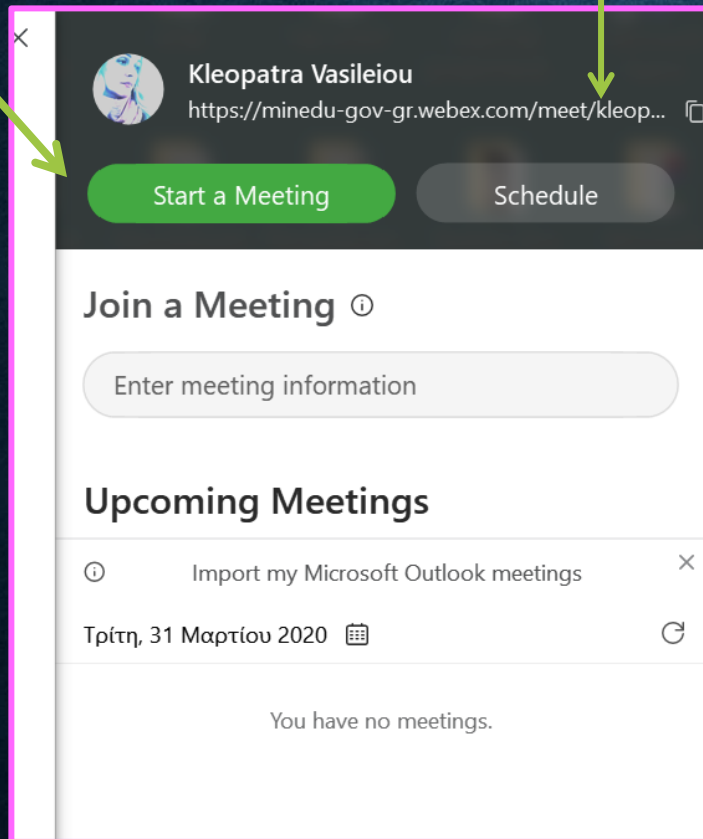 Kleopatra Vasileiou
https://minedu-gov-gr.webex.com/meet/kleop...
Start a Meeting
Schedule
Join a Meeting
Enter meeting information
Upcoming Meetings
Import my Microsoft Outlook meetings
Τρίτη, 31 Μαρτίου 2020
You have no meetings.